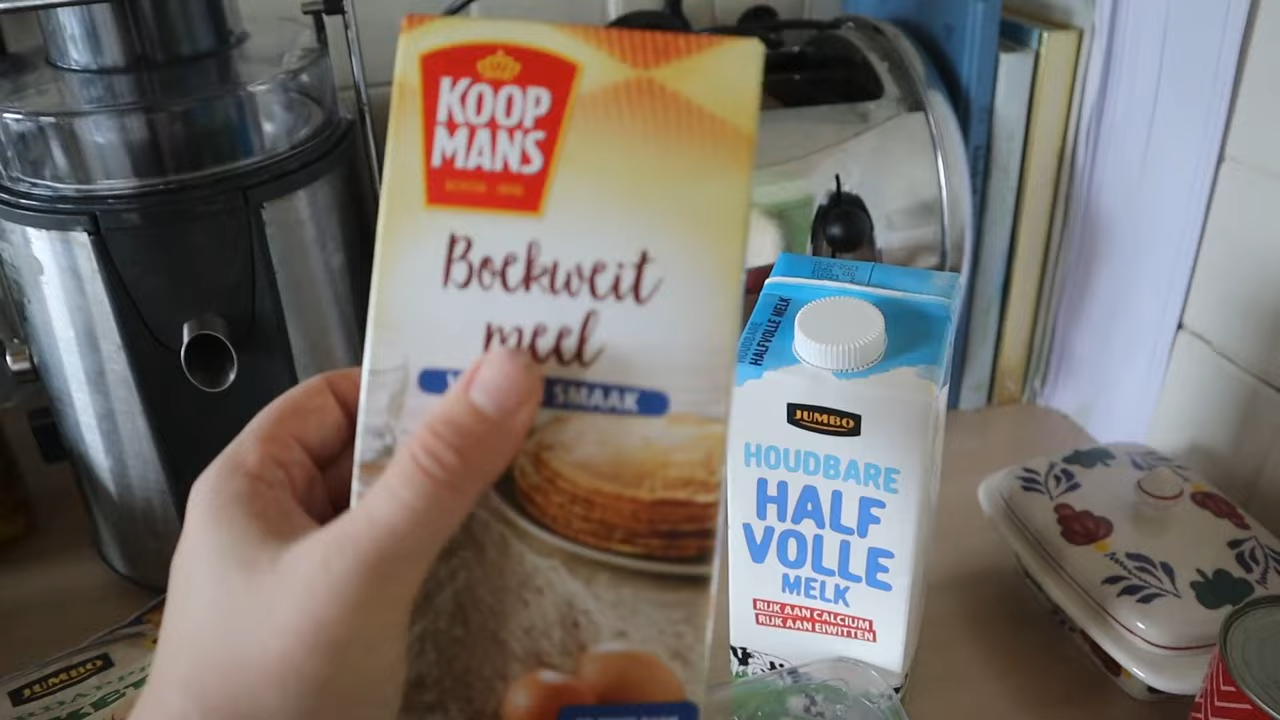 KOOP
MANS
Boekweit
meel
SMAAK
HOUDBARE
HALFVOLLE MELK
JUMBO
HOUDBARE
HALF
VOLLE
MELK
RIJK AAN CALCIUM
RIJK AAN EIWITTEN
JUMBO